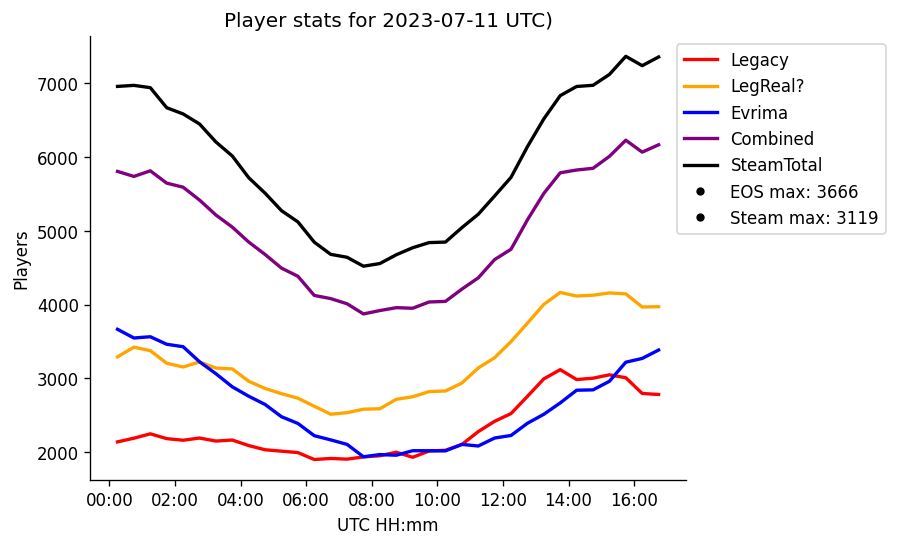 Player stats for 2023-07-11 UTC)
Legacy
LegReal?
Evrima
Combined
SteamTotal
EOS max: 3666
Steam max: 3119
Players
7000
6000
5000
4000
3000
2000
00:00 02:00 04:00 06:00 08:00 10:00 12:00 14:00 16:00
UTC HH:mm